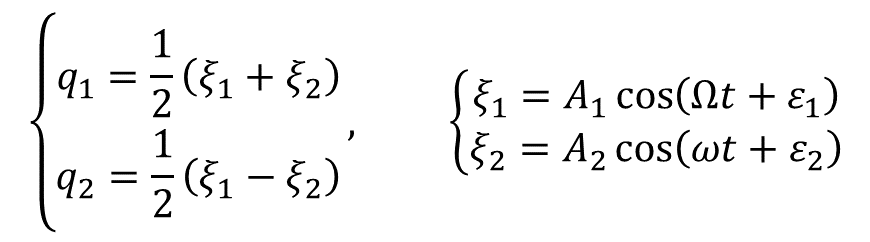 q₁ = 1/2 (ξ₁ + ξ₂)
q₂ = 1/2 (ξ₁ − ξ₂) ,
ξ₁ = A₁ cos(Ωt + ε₁)
ξ₂ = A₂ cos(ωt + ε₂)